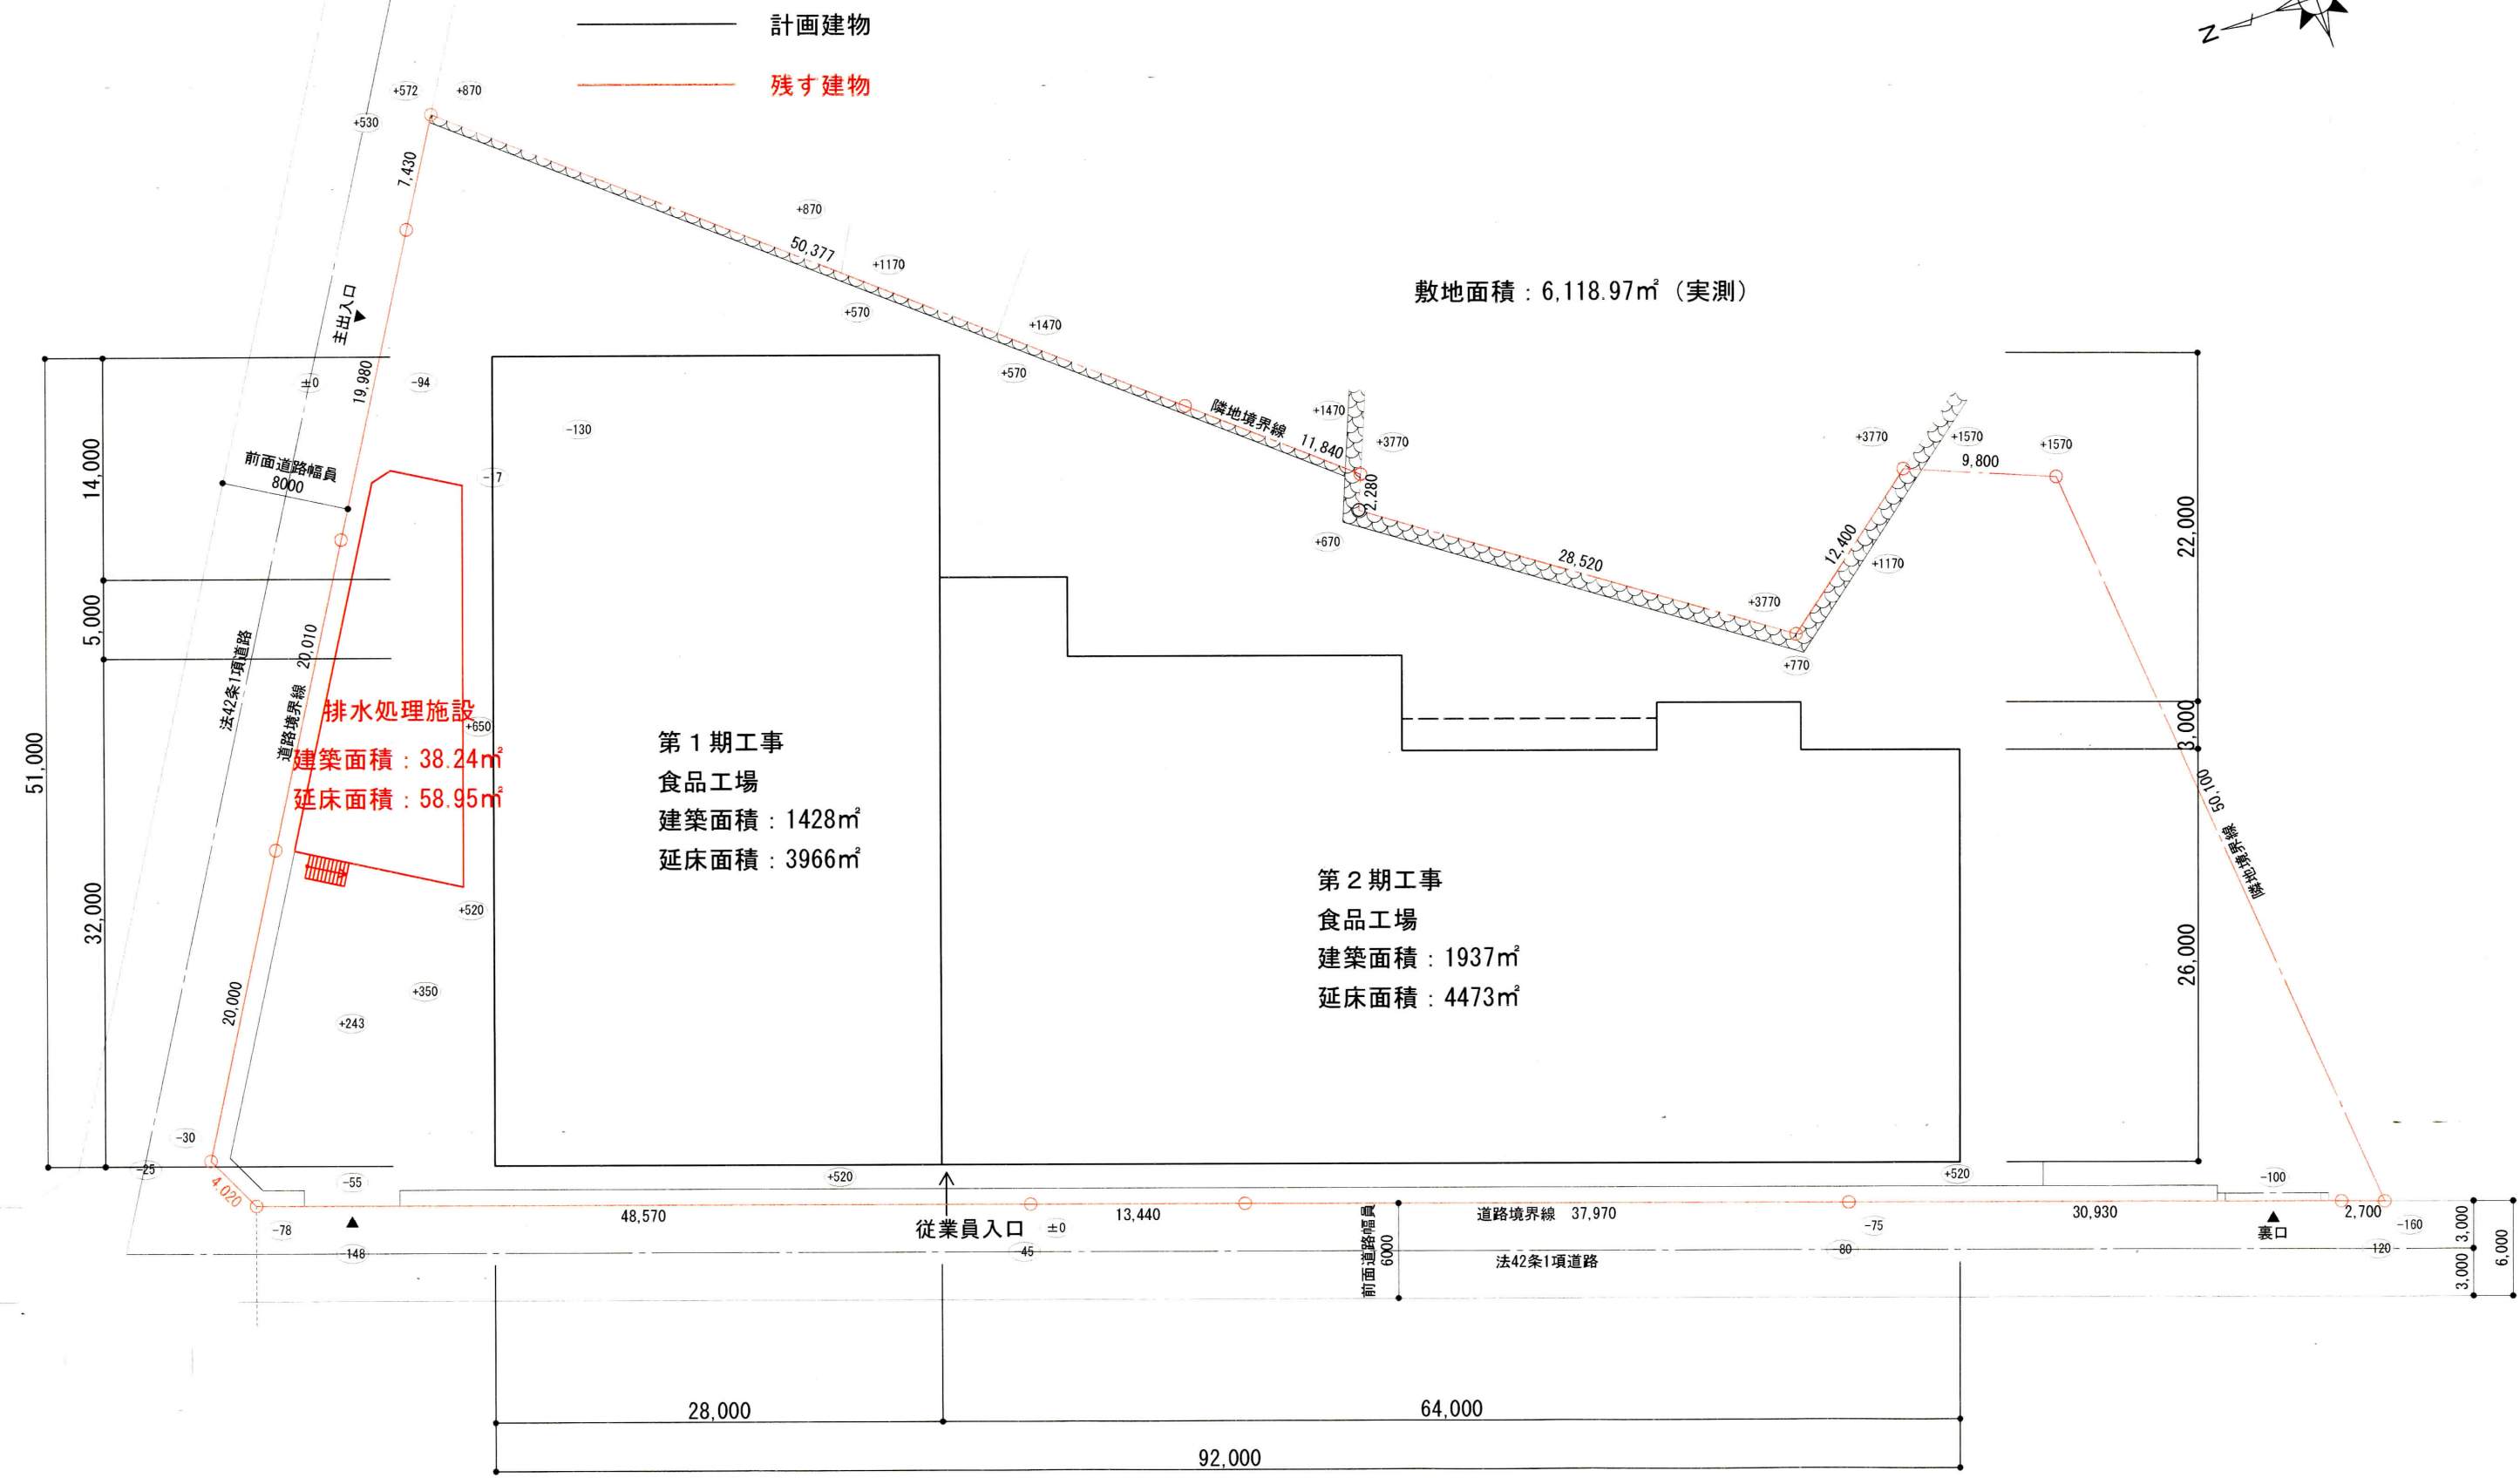 計画建物
残す建物
N
+572
+870
+530
7,430
+870
50,377
+1170
+570
+1470
+570
敷地面積：6,118.97㎡（実測）
主出入口
±0
19,980
-94
-130
隣地境界線 11,840
+1470
+3770
2,280
+670
28,520
+3770
+770
12,400
+1170
+3770
+1570
9,800
+1570
前面道路幅員
8000
14,000
5,000
32,000
51,000
22,000
3,000
26,000
法42条1項道路
道路境界線 20,010
排水処理施設
建築面積：38.24㎡
延床面積：58.95㎡
+650
+520
+350
+243
20,000
第１期工事
食品工場
建築面積：1428㎡
延床面積：3966㎡
第２期工事
食品工場
建築面積：1937㎡
延床面積：4473㎡
隣地境界線 50,100
-30
-25
4.020
-55
-78
-148
+520
48,570
従業員入口
±0
-45
13,440
前面道路幅員
6000
道路境界線 37,970
法42条1項道路
+520
-75
-80
30,930
-100
裏口
2,700
-160
-120
3,000
3,000
6,000
28,000
64,000
92,000